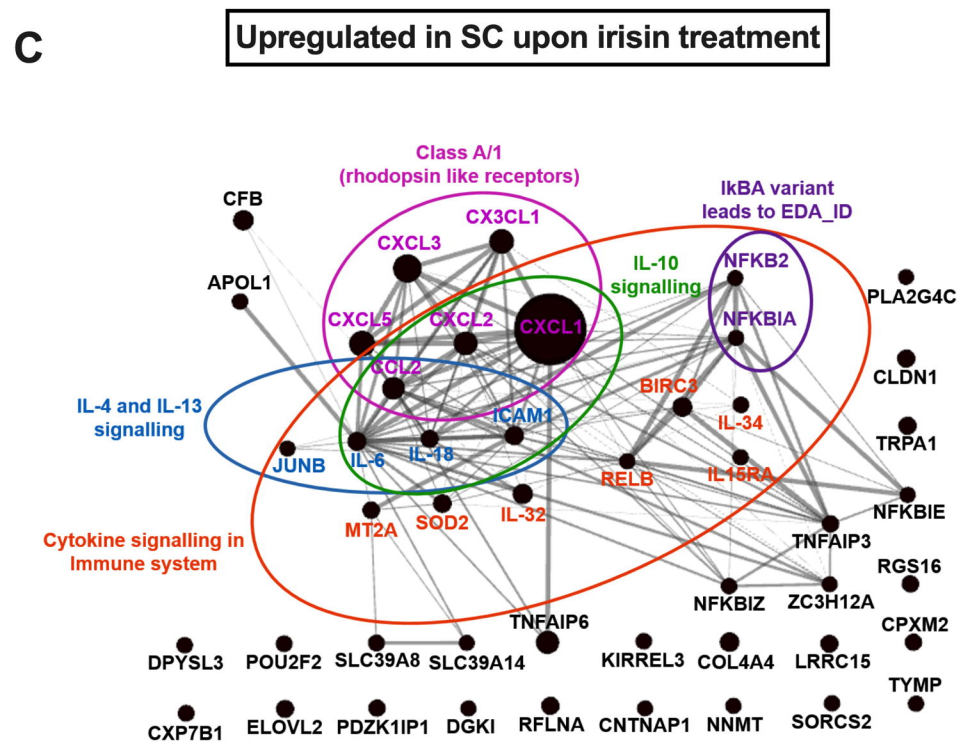 C
Upregulated in SC upon irisin treatment
Class A/1
(rhodopsin like receptors)
IkBA variant
leads to EDA_ID
CFB
CX3CL1
CXCL3
IL-10
signalling
NFKB2
APOL1
PLA2G4C
CXCL5
CXCL2
CXCL1
NFKBIA
CCL2
CLDN1
BIRC3
IL-4 and IL-13
signalling
ICAM1
IL-34
TRPA1
JUNB
IL-6
IL-18
RELB
IL15RA
MT2A
SOD2
IL-32
NFKBIE
TNFAIP3
Cytokine signalling in
Immune system
RGS16
NFKBIZ
ZC3H12A
TNFAIP6
CPXM2
DPYSL3
POU2F2
SLC39A8
SLC39A14
KIRREL3
COL4A4
LRRC15
TYMP
CXP7B1
ELOVL2
PDZK1IP1
DGKI
RFLNA
CNTNAP1
NNMT
SORCS2